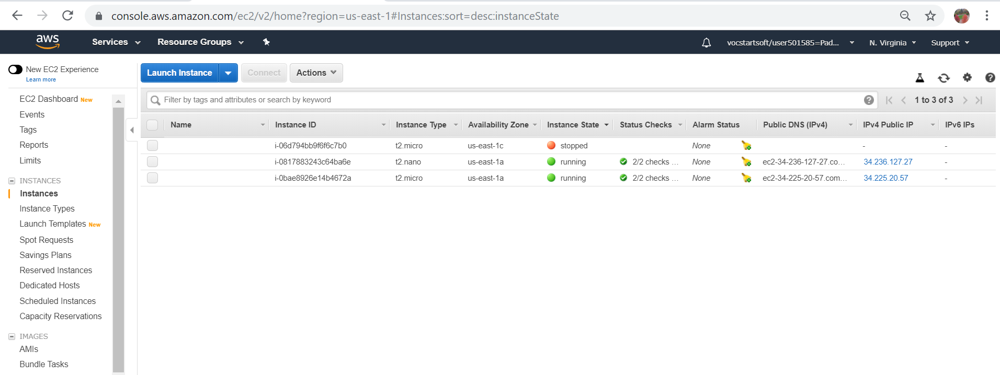 console.aws.amazon.com/ec2/v2/home?region=us-east-1#Instances:sort=desc:instanceState
aws Services Resource Groups vocstartsoft/user501585=Pad... N. Virginia Support
New EC2 Experience
Learn more
Launch Instance Connect Actions
EC2 Dashboard New
Events
Tags
Reports
Limits
INSTANCES
Instances
Instance Types
Launch Templates New
Spot Requests
Savings Plans
Reserved Instances
Dedicated Hosts
Scheduled Instances
Capacity Reservations
IMAGES
AMIs
Bundle Tasks
Filter by tags and attributes or search by keyword 1 to 3 of 3
Name Instance ID Instance Type Availability Zone Instance State Status Checks Alarm Status Public DNS (IPv4) IPv4 Public IP IPv6 IPs
i-06d794bb9f6f6c7b0 t2.micro us-east-1c stopped None - -
i-0817883243c64ba6e t2.nano us-east-1a running 2/2 checks ... None ec2-34-236-127-27.co... 34.236.127.27 -
i-0bae8926e14b4672a t2.micro us-east-1a running 2/2 checks ... None ec2-34-225-20-57.com... 34.225.20.57 -